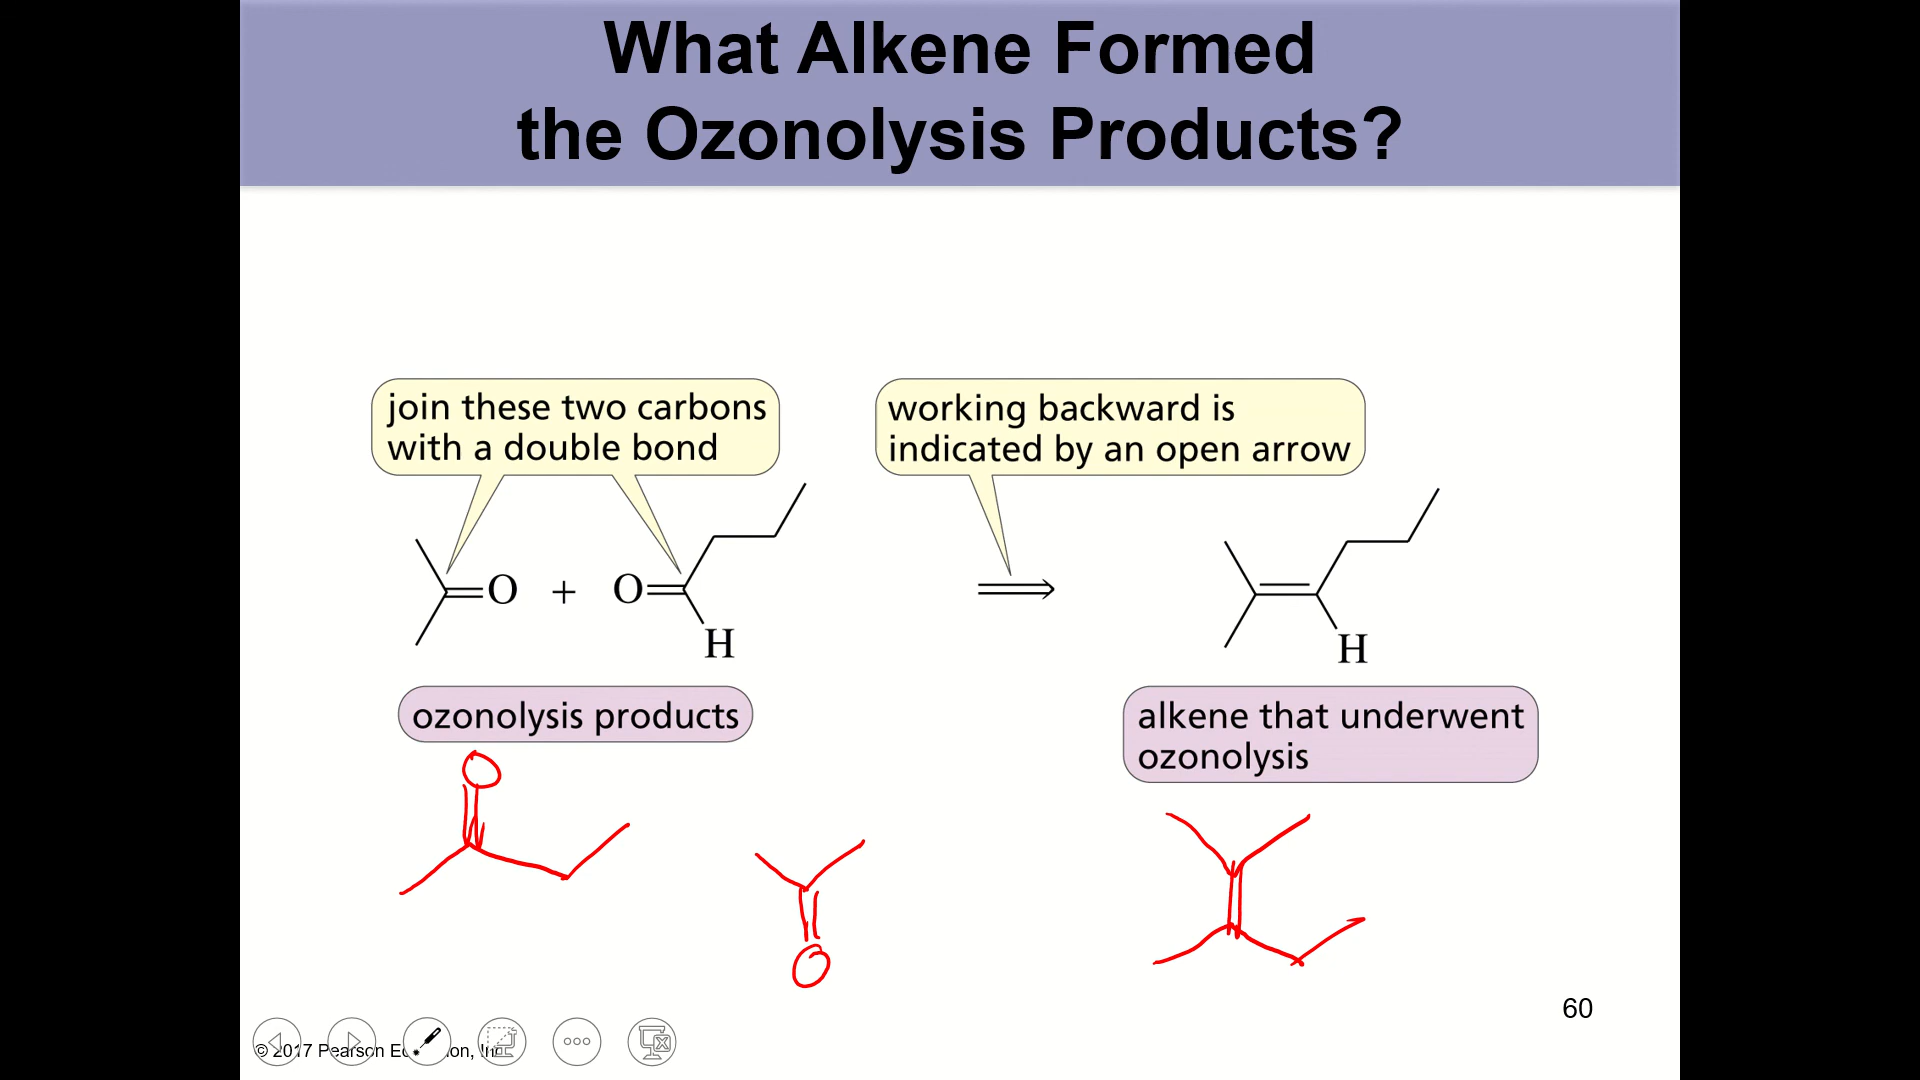 What Alkene Formed
the Ozonolysis Products?
join these two carbons
with a double bond
working backward is
indicated by an open arrow
O + O
H
H
ozonolysis products
alkene that underwent
ozonolysis
O
O
60
© 2017 Pearson